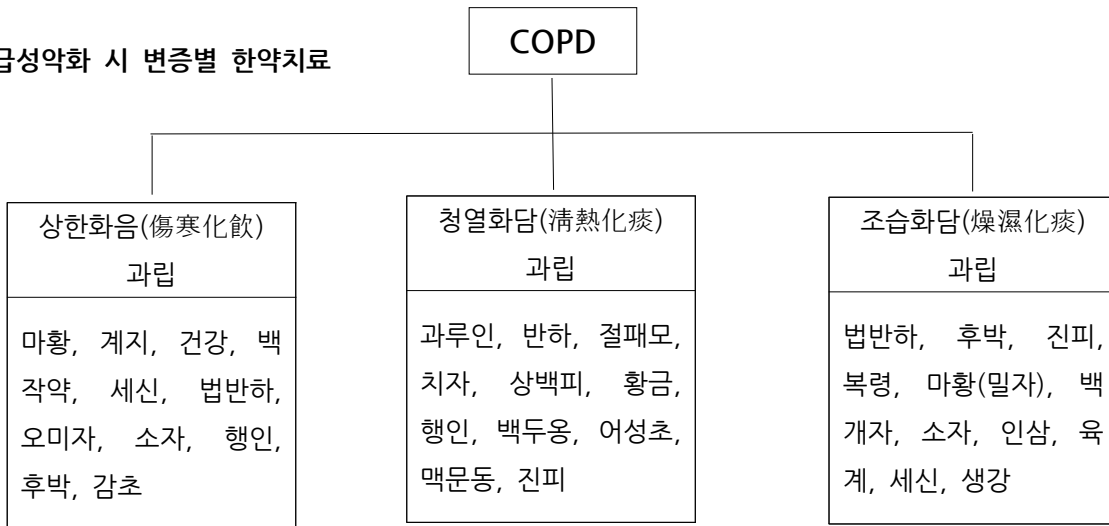 COPD
급성악화 시 변증별 한약치료
상한화음(傷寒化飮)
과립
마황, 계지, 건강, 백
작약, 세신, 법반하,
오미자, 소자, 행인,
후박, 감초
청열화담(淸熱化痰)
과립
과루인, 반하, 절패모,
치자, 상백피, 황금,
행인, 백두옹, 어성초,
맥문동, 진피
조습화담(燥濕化痰)
과립
법반하, 후박, 진피,
복령, 마황(밀자), 백
개자, 소자, 인삼, 육
계, 세신, 생강